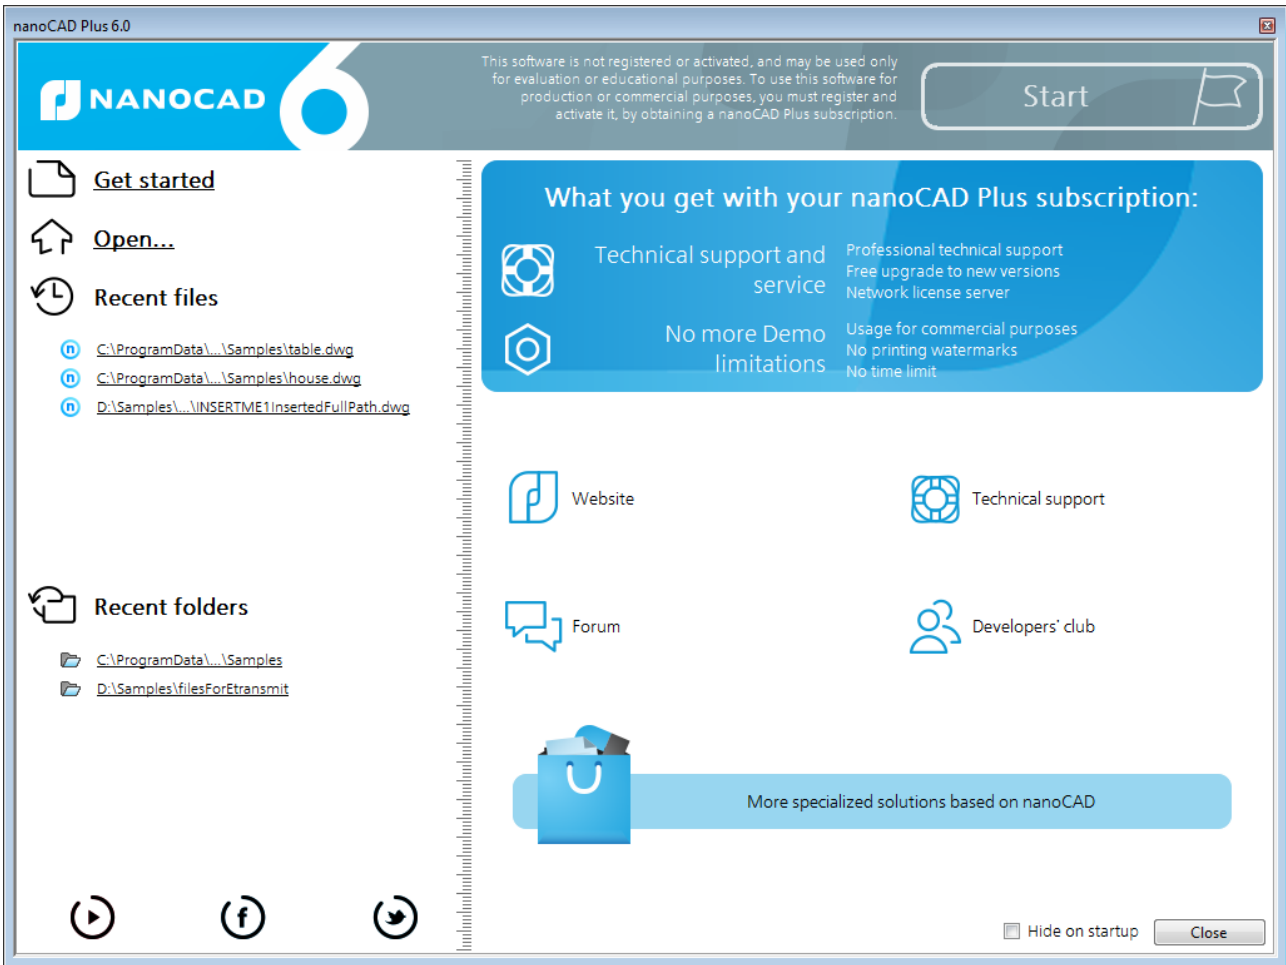 nanoCAD Plus 6.0
NANOCAD 6
This software is not registered or activated, and may be used only
for evaluation or educational purposes. To use this software for
production or commercial purposes, you must register and
activate it, by obtaining a nanoCAD Plus subscription.
Start
Get started
Open...
Recent files
C:\ProgramData\...\Samples\table.dwg
C:\ProgramData\...\Samples\house.dwg
D:\Samples\...\INSERTME1InsertedFullPath.dwg
Recent folders
C:\ProgramData\...\Samples
D:\Samples\filesForEtransmit
What you get with your nanoCAD Plus subscription:
Technical support and
service
Professional technical support
Free upgrade to new versions
Network license server
No more Demo
limitations
Usage for commercial purposes
No printing watermarks
No time limit
Website
Technical support
Forum
Developers' club
More specialized solutions based on nanoCAD
Hide on startup
Close